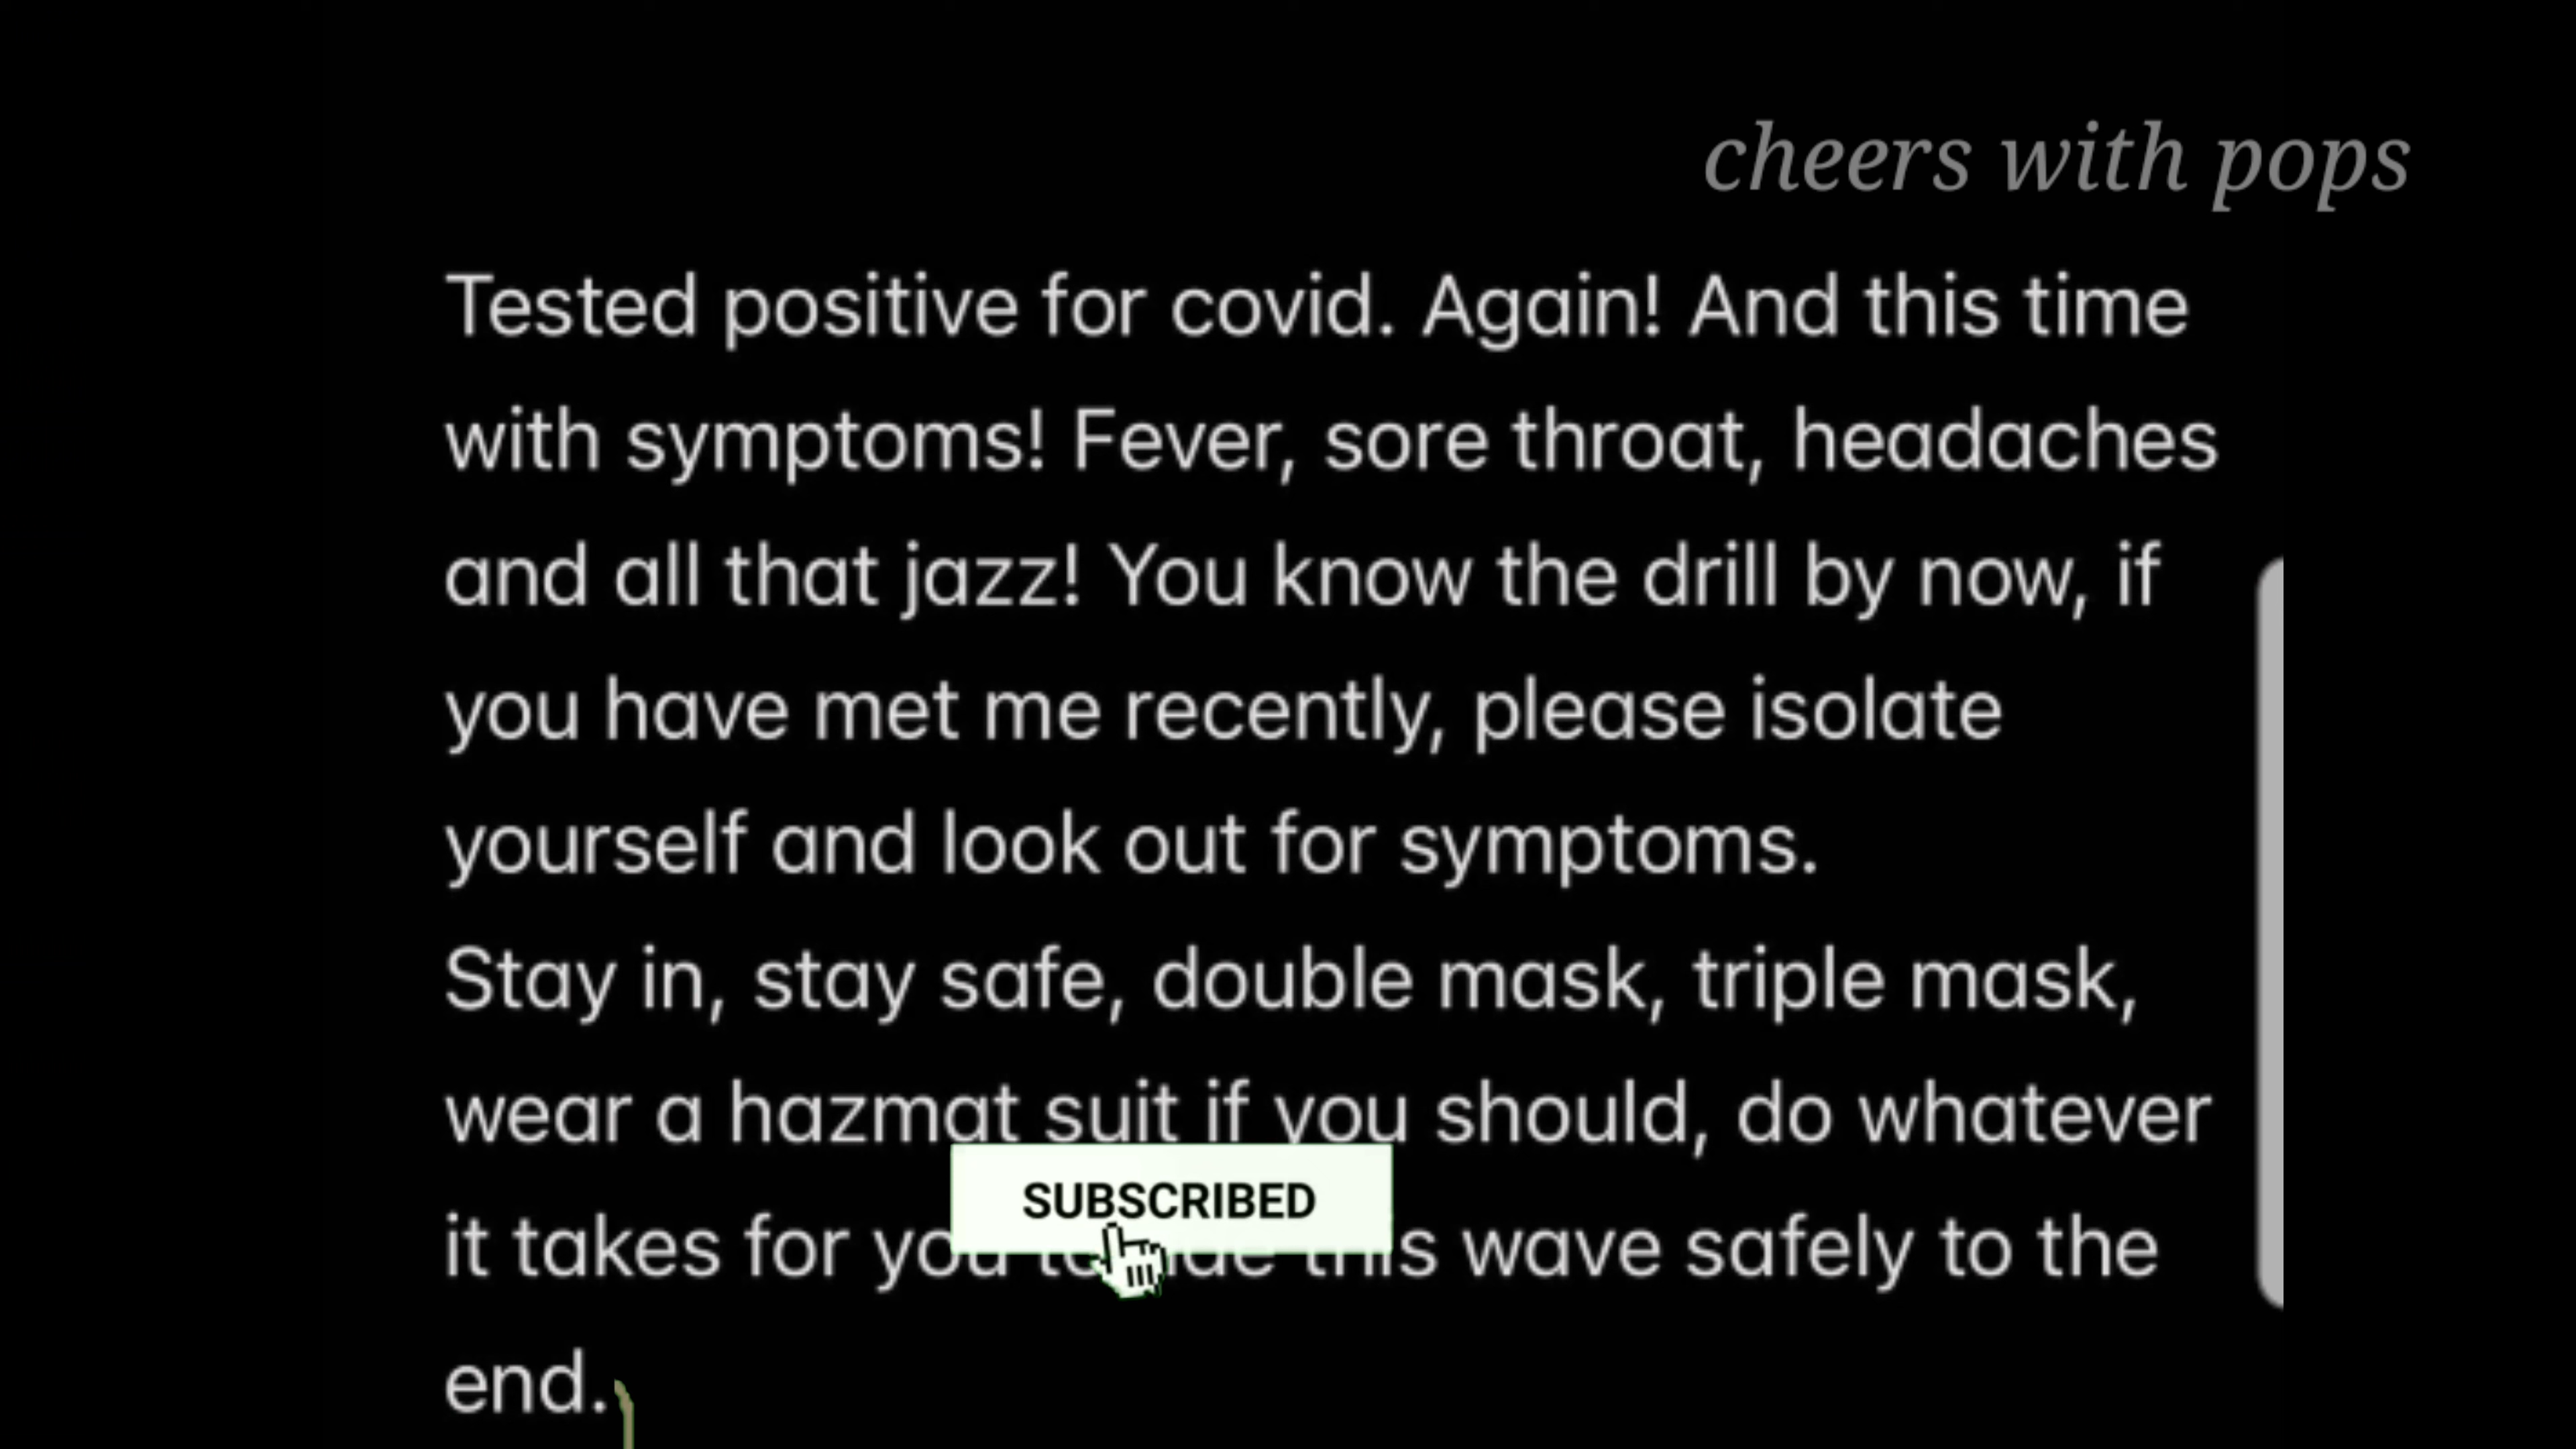 cheers with pops
Tested positive for covid. Again! And this time
with symptoms! Fever, sore throat, headaches
and all that jazz! You know the drill by now, if
you have met me recently, please isolate
yourself and look out for symptoms.
Stay in, stay safe, double mask, triple mask,
wear a hazmat suit if you should, do whatever
SUBSCRIBED
it takes for you to this wave safely to the
end.